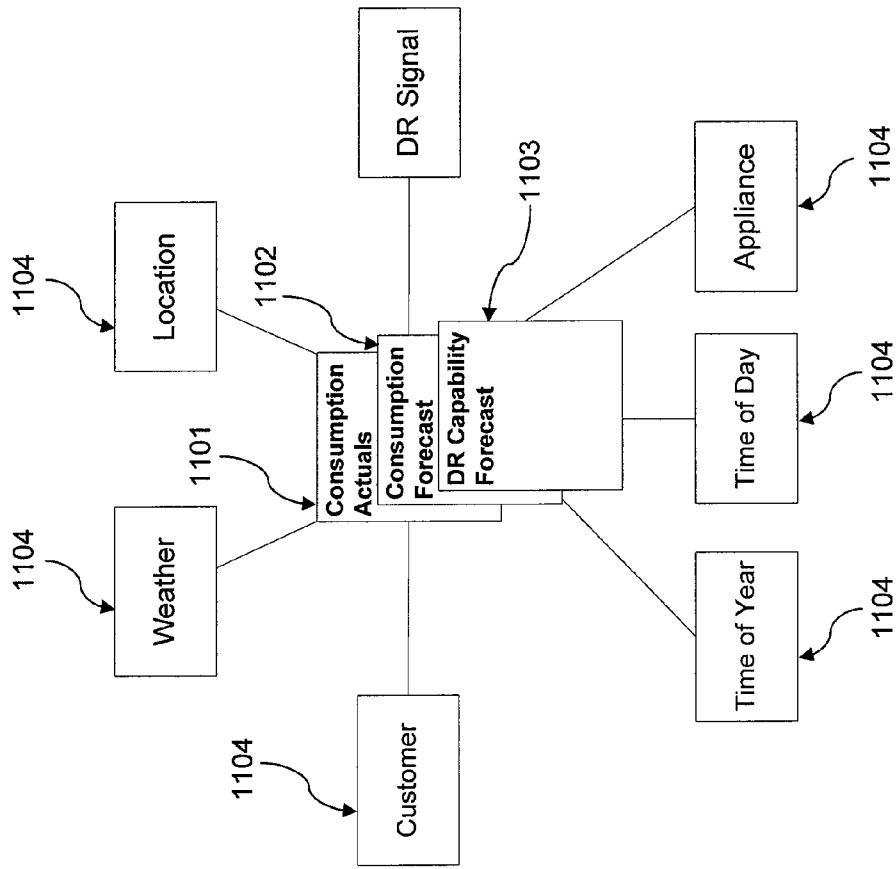 1104
Weather
1104
Location
1101
Consumption
Actuals
1102
Consumption
Forecast
DR Capability
Forecast
1103
DR Signal
1104
Customer
Time of Year
1104
Time of Day
1104
Appliance
1104